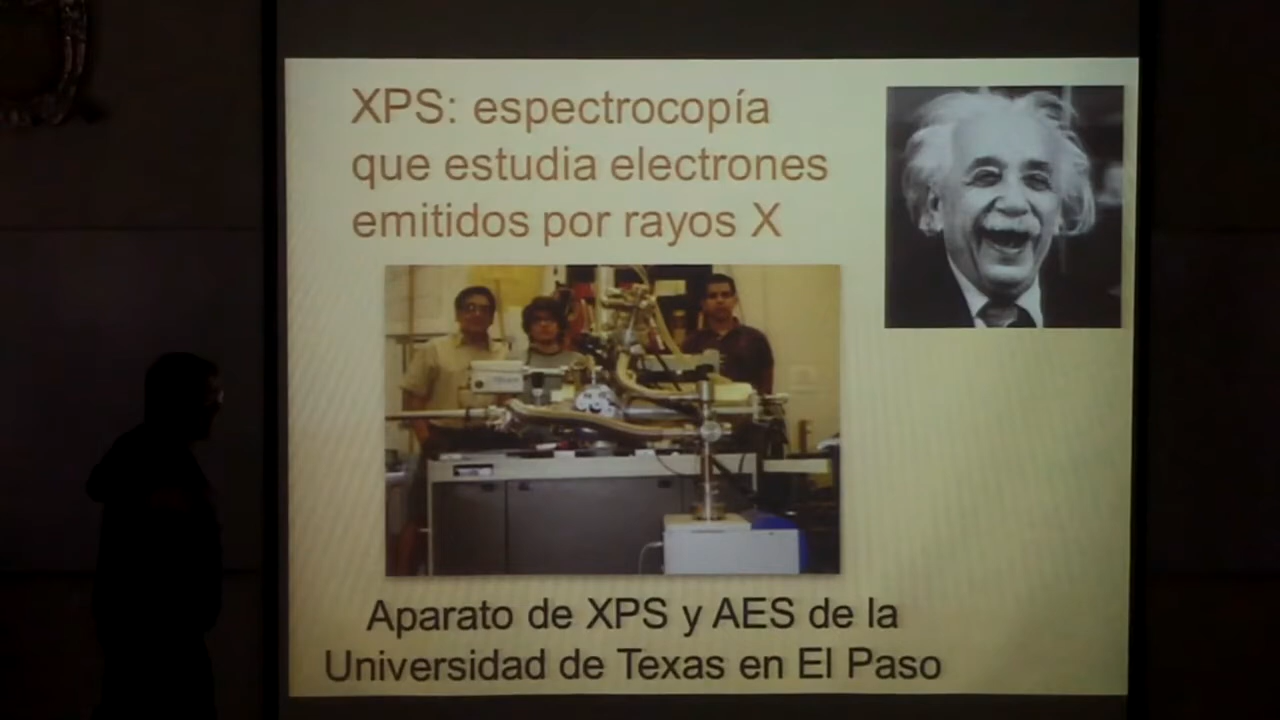 XPS: espectrocopía
que estudia electrones
emitidos por rayos X
Aparato de XPS y AES de la
Universidad de Texas en El Paso